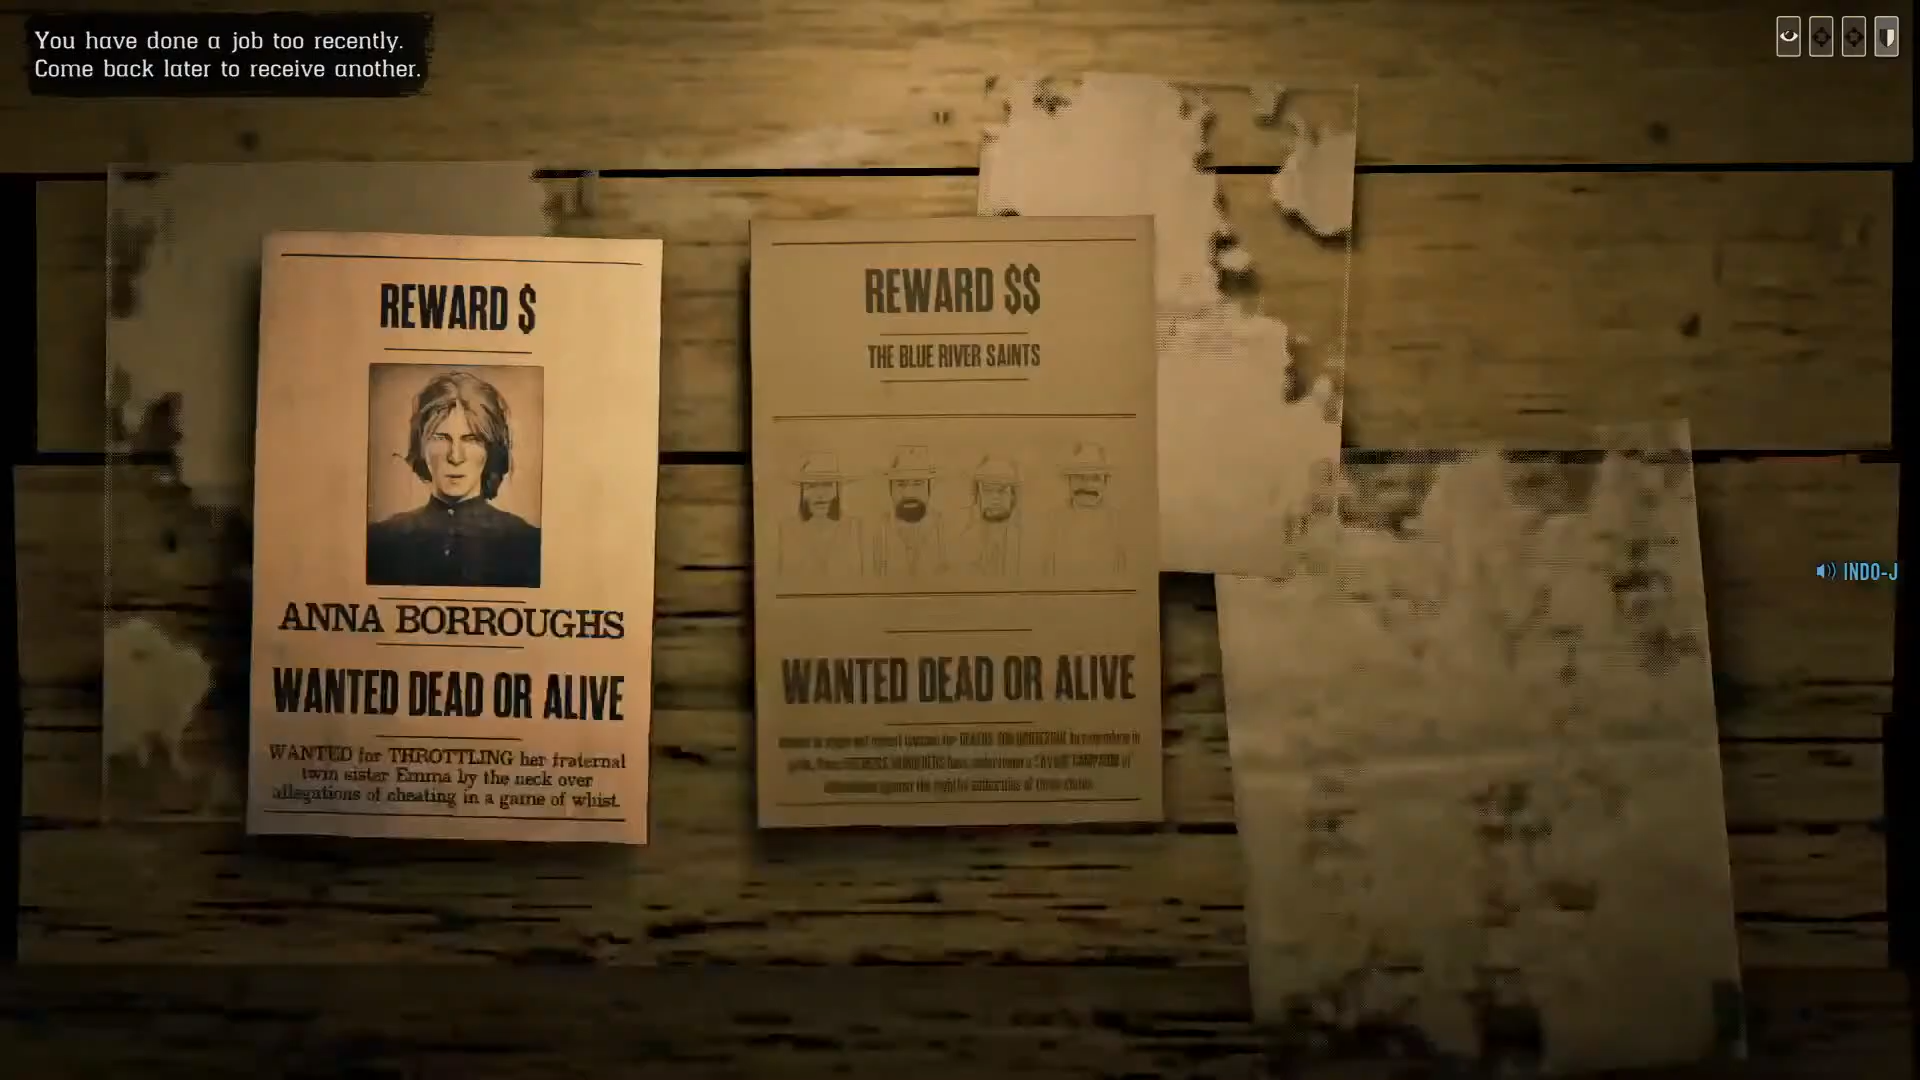 You have done a job too recently.
Come back later to receive another.
REWARD $
ANNA BORROUGHS
WANTED DEAD OR ALIVE
WANTED for THROTTLING her fraternal
twin sister Emma by the neck over
allegations of cheating in a game of whist.
REWARD $$
THE BLUE RIVER SAINTS
WANTED DEAD OR ALIVE
INDO-J